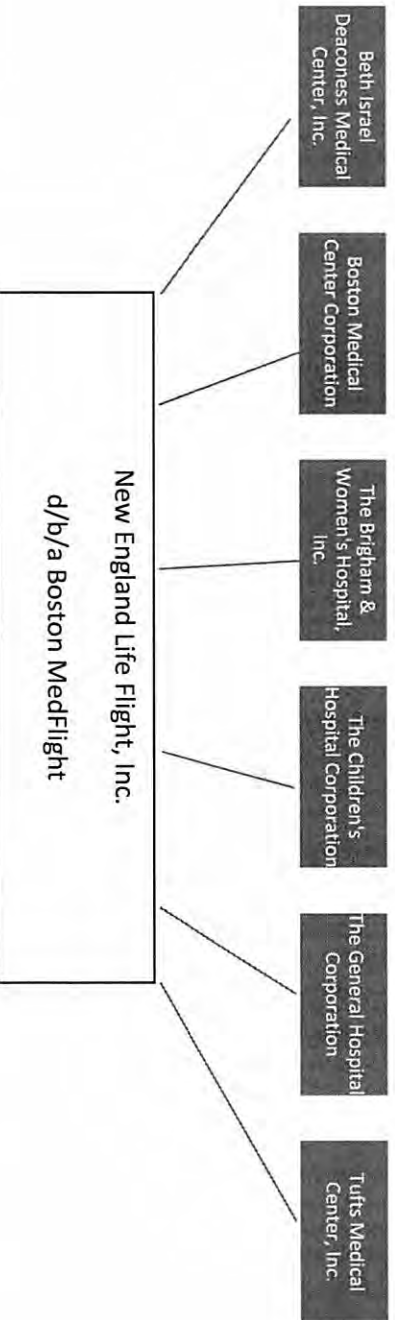 Beth Israel
Deaconess Medical
Center, Inc.
Boston Medical
Center Corporation
The Brigham &
Women's Hospital,
Inc.
The Children's
Hospital Corporation
The General Hospital
Corporation
Tufts Medical
Center, Inc.
New England Life Flight, Inc.
d/b/a Boston MedFlight